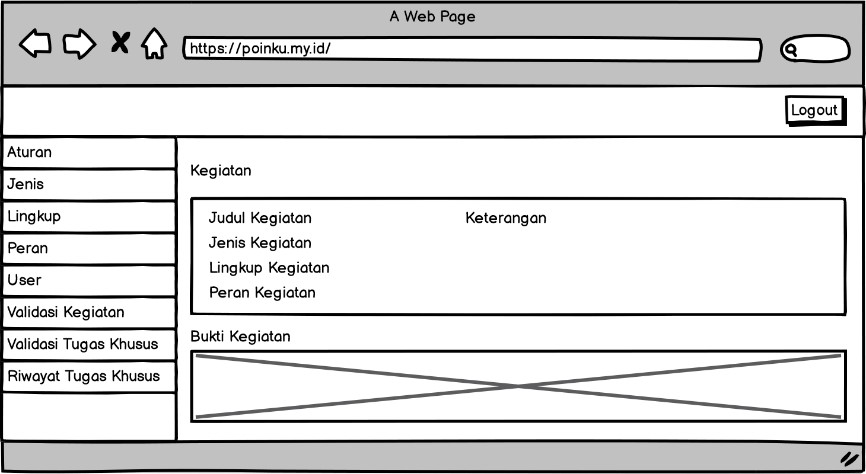 A Web Page
https://poinku.my.id/
Logout
Aturan
Jenis
Lingkup
Peran
User
Validasi Kegiatan
Validasi Tugas Khusus
Riwayat Tugas Khusus
Kegiatan
Judul Kegiatan
Keterangan
Jenis Kegiatan
Lingkup Kegiatan
Peran Kegiatan
Bukti Kegiatan